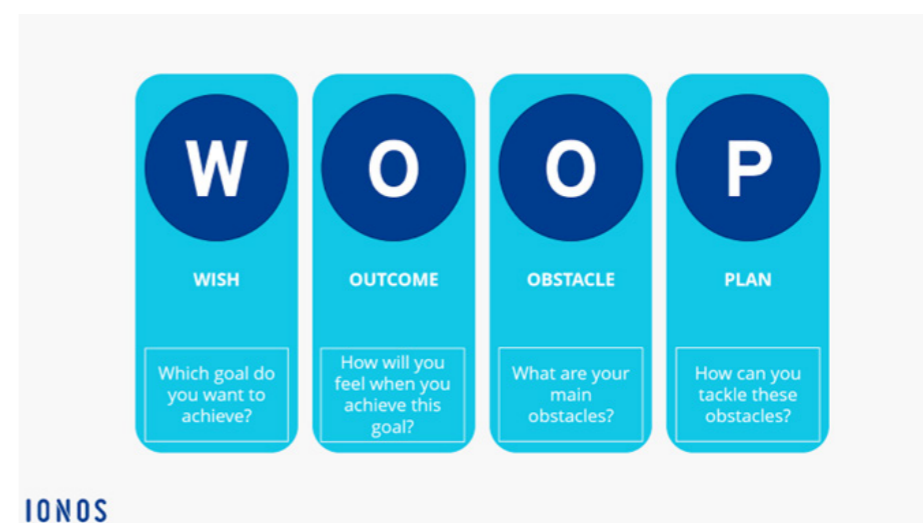 W
O
O
P
WISH
OUTCOME
OBSTACLE
PLAN
Which goal do
you want to
achieve?
How will you
feel when you
achieve this
goal?
What are your
main
obstacles?
How can you
tackle these
obstacles?
IONOS